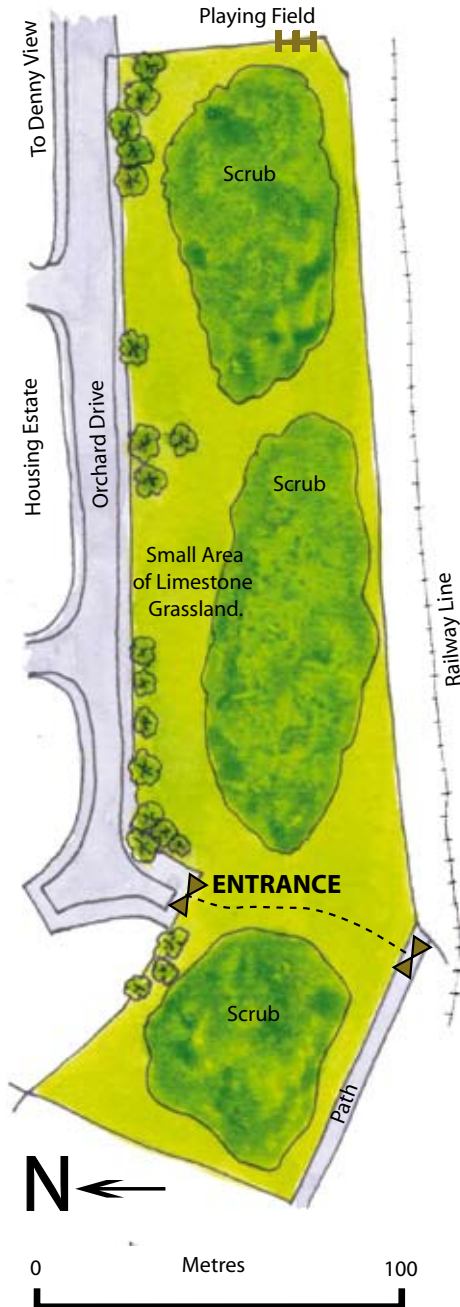 Playing Field
To Denny View
Scrub
Housing Estate
Orchard Drive
Scrub
Small Area
of Limestone
Grassland.
Railway Line
ENTRANCE
Scrub
Path
N
0 Metres 100